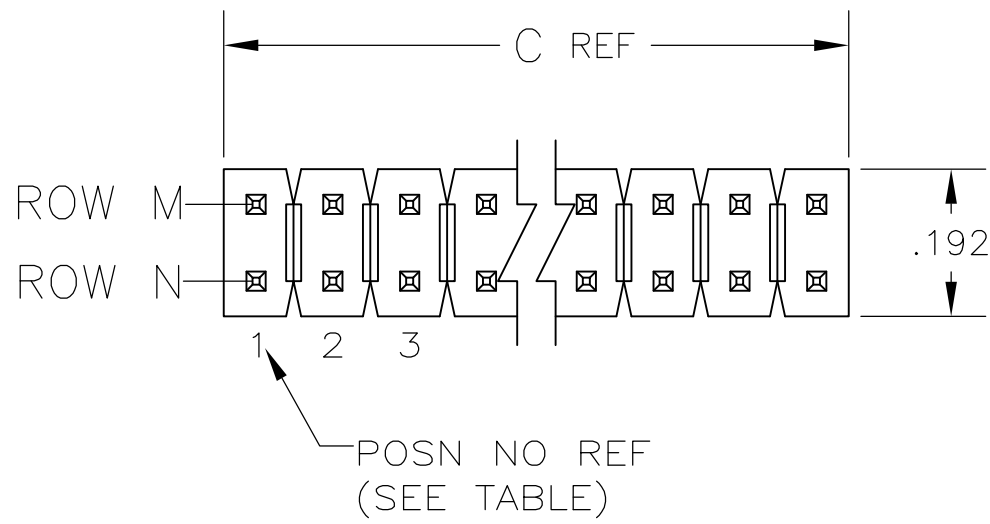 C REF
ROW M
.192
ROW N
1 2 3
POSN NO REF
(SEE TABLE)